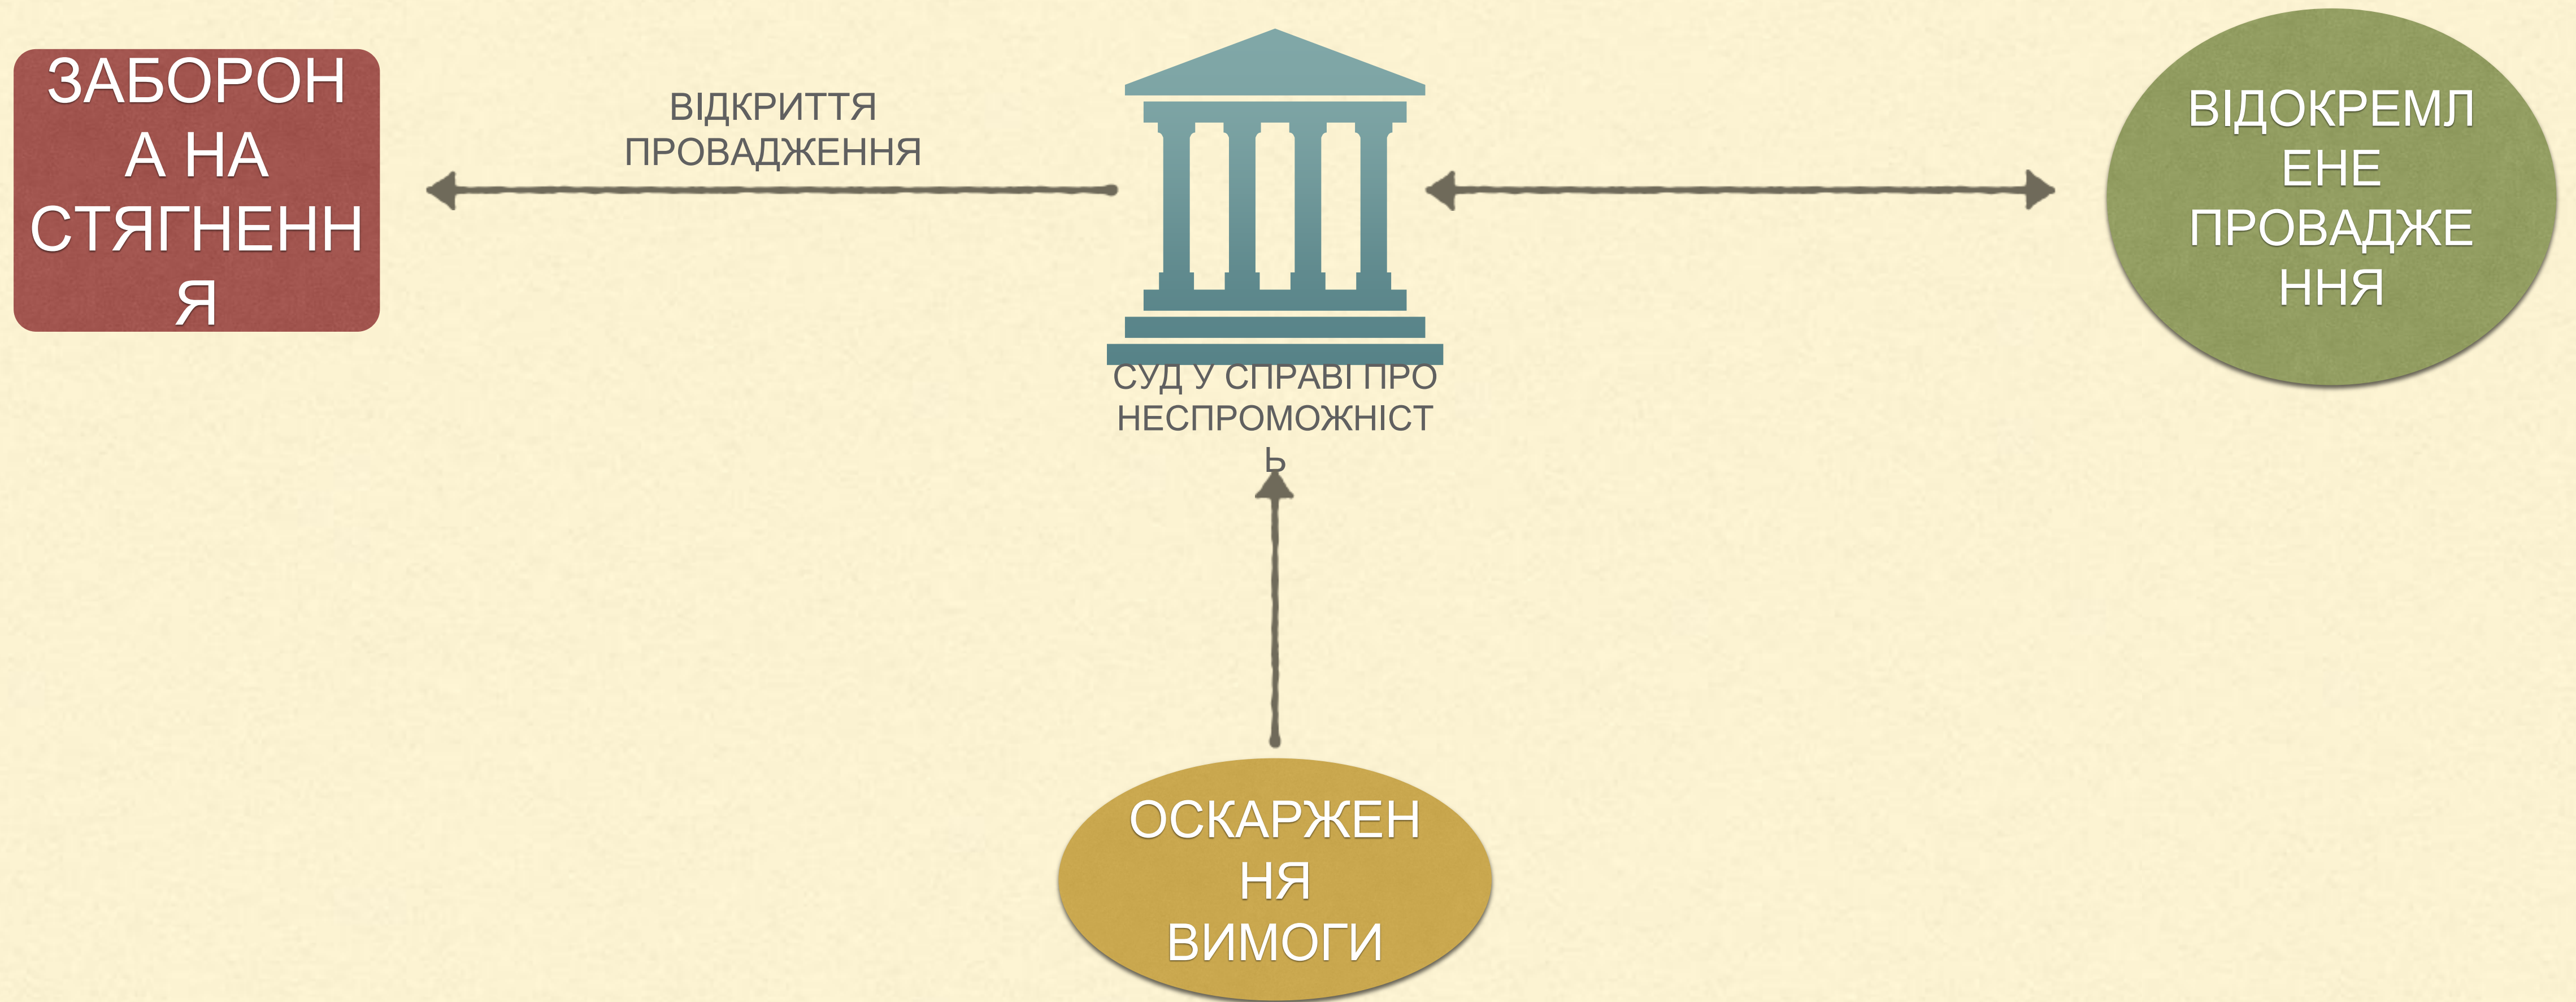 ЗАБОРОН
А НА
СТЯГНЕНН
Я
ВІДКРИТТЯ
ПРОВАДЖЕННЯ
СУД У СПРАВІ ПРО
НЕСПРОМОЖНІСТ
Ь
ВІДОКРЕМЛ
ЕНЕ
ПРОВАДЖЕ
ННЯ
ОСКАРЖЕН
НЯ
ВИМОГИ